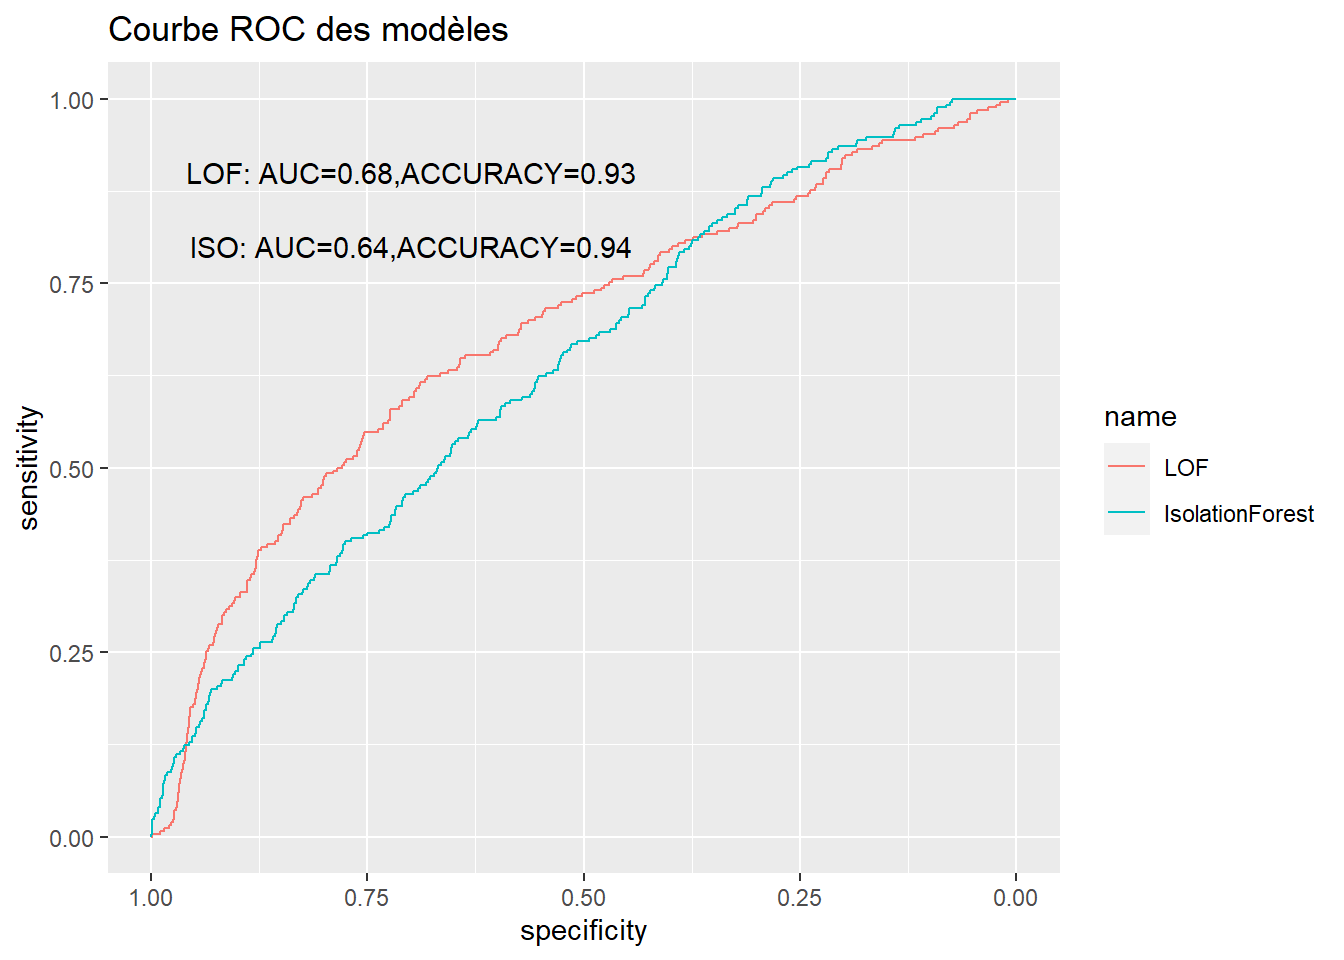 Courbe ROC des modèles
LOF: AUC=0.68,ACCURACY=0.93
ISO: AUC=0.64,ACCURACY=0.94
1.00
0.75
0.50
0.25
0.00
sensitivity
1.00 0.75 0.50 0.25 0.00
specificity
name
LOF
IsolationForest